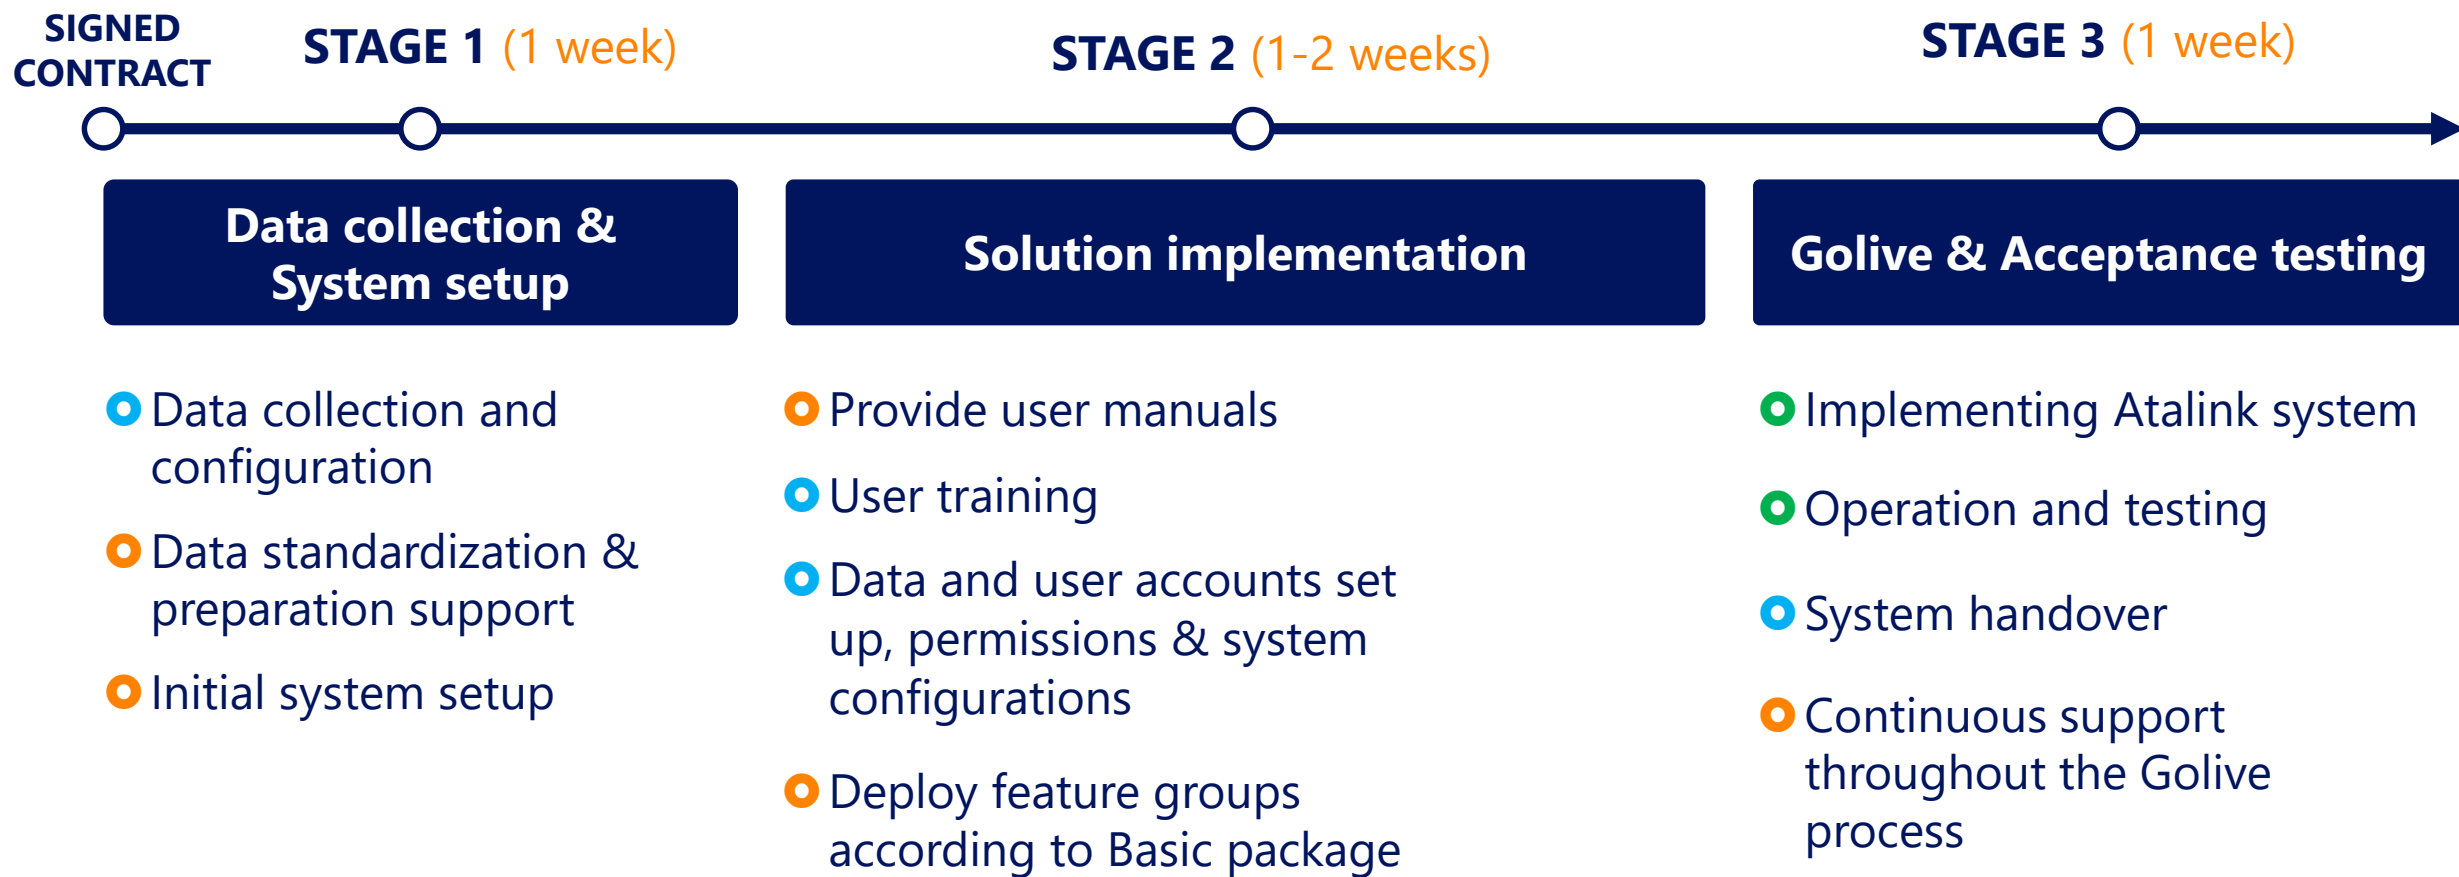 SIGNED
CONTRACT
STAGE 1 (1 week)
STAGE 2 (1-2 weeks)
STAGE 3 (1 week)
Data collection &
System setup
Solution implementation
Golive & Acceptance testing
Data collection and
configuration
Data standardization &
preparation support
Initial system setup
Provide user manuals
User training
Data and user accounts set
up, permissions & system
configurations
Deploy feature groups
according to Basic package
Implementing Atalink system
Operation and testing
System handover
Continuous support
throughout the Golive
process